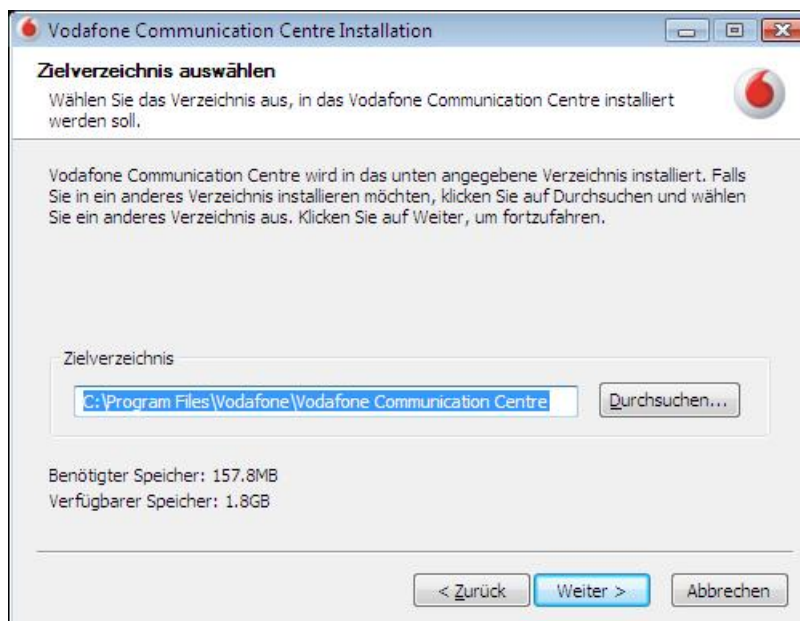 Vodafone Communication Centre Installation
Zielverzeichnis auswählen
Wählen Sie das Verzeichnis aus, in das Vodafone Communication Centre installiert
werden soll.
Vodafone Communication Centre wird in das unten angegebene Verzeichnis installiert. Falls
Sie in ein anderes Verzeichnis installieren möchten, klicken Sie auf Durchsuchen und wählen
Sie ein anderes Verzeichnis aus. Klicken Sie auf Weiter, um fortzufahren.
Zielverzeichnis
C:\Program Files\Vodafone\Vodafone Communication Centre
Durchsuchen...
Benötigter Speicher: 157.8MB
Verfügbarer Speicher: 1.8GB
< Zurück
Weiter >
Abbrechen